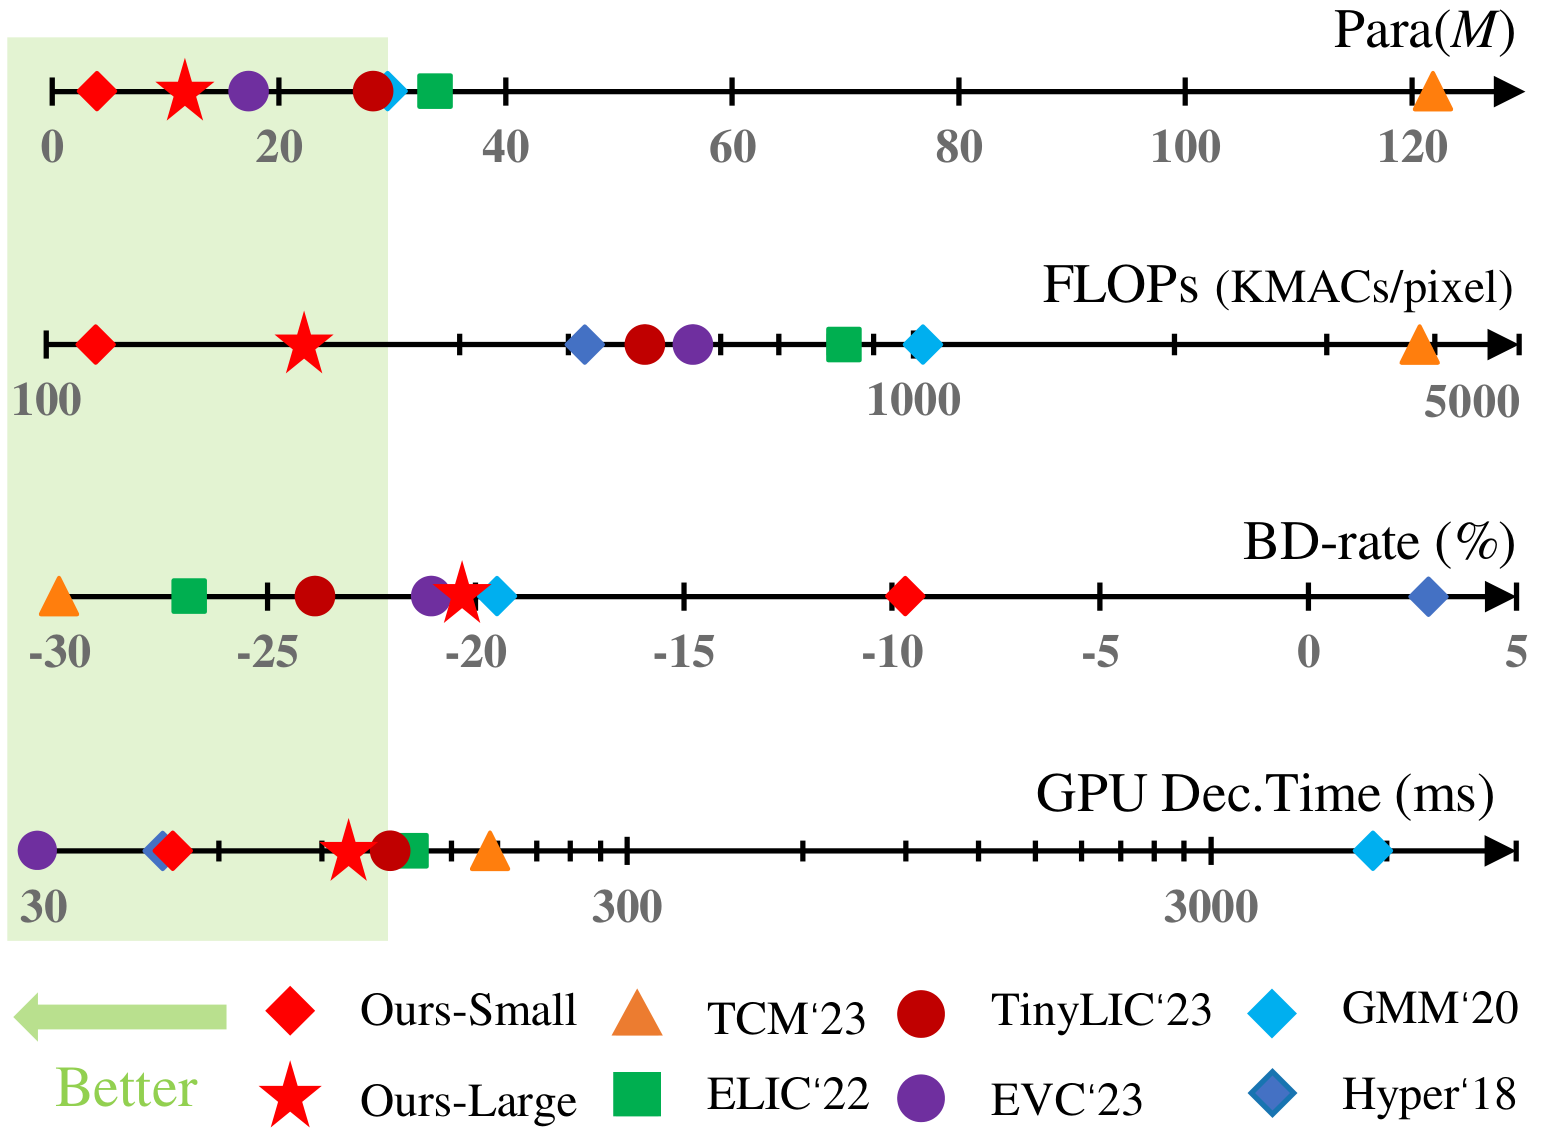 Para(M)
0 20 40 60 80 100 120
FLOPs (KMACs/pixel)
100 1000 5000
BD-rate (%)
-30 -25 -20 -15 -10 -5 0 5
GPU Dec.Time (ms)
30 300 3000
Ours-Small TCM‘23 TinyLIC‘23 GMM‘20
Better Ours-Large ELIC‘22 EVC‘23 Hyper‘18